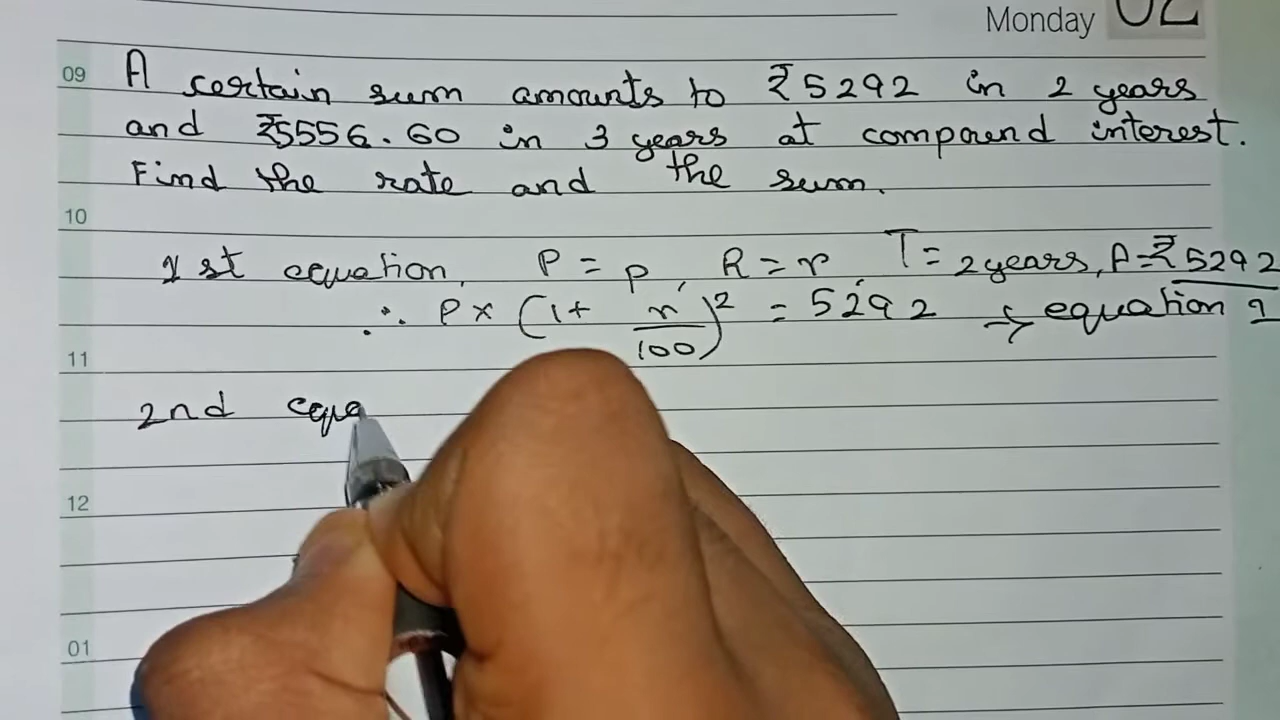 Monday 02
09 A certain sum amounts to ₹5292 in 2 years
and ₹5556.60 in 3 years at compound interest.
Find the rate and the sum.
10
1st equation, P = p, R = r, T = 2 years, A = ₹5292
∴ P × (1 + r/100)² = 5292 → equation 1
11
2nd equa
12
01